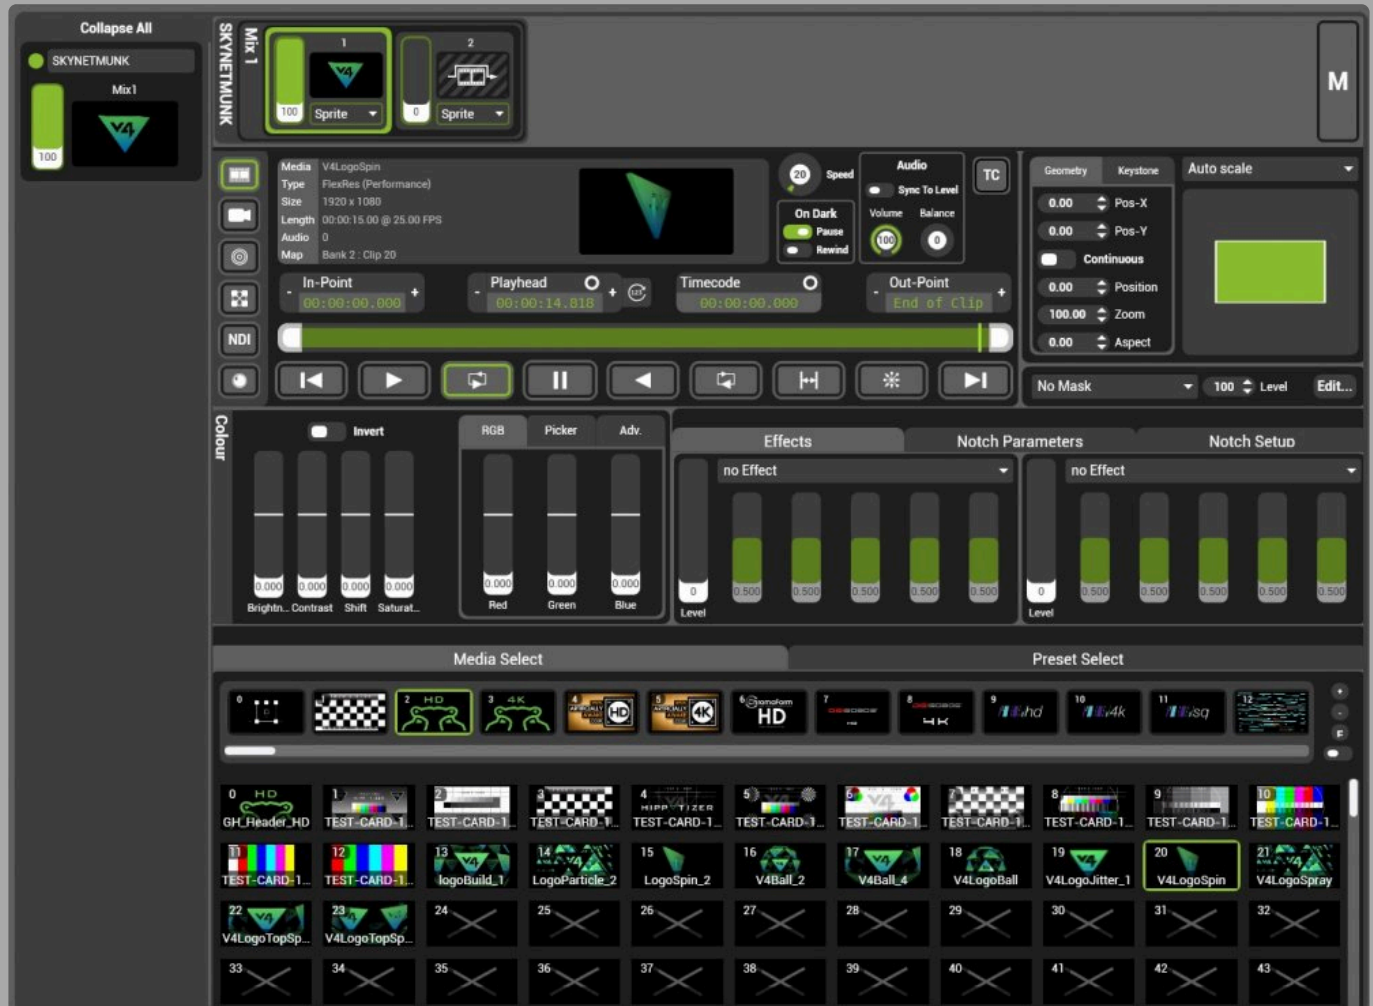 Collapse All
SKYNETMUNK
Mix1
100
SKYNETMUNK
Mix 1
1
100
Sprite
2
0
Sprite
M
Media V4LogoSpin
Type FlexRes (Performance)
Size 1920 x 1080
Length 00:00:15.00 @ 25.00 FPS
Audio 0
Map Bank 2 : Clip 20
20 Speed
On Dark
Pause
Rewind
Audio
Sync To Level
Volume Balance
100 0
TC
Geometry Keystone
0.00 Pos-X
0.00 Pos-Y
Continuous
0.00 Position
100.00 Zoom
0.00 Aspect
Auto scale
NDI
- In-Point +
00:00:00.000
- Playhead +
00:00:14.818
Timecode
00:00:00.000
- Out-Point +
End of Clip
No Mask 100 Level Edit...
Colour
Invert
0.000 0.000 0.000 0.000
Brightn... Contrast Shift Saturat...
RGB Picker Adv.
0.000 0.000 0.000
Red Green Blue
Effects Notch Parameters Notch Setup
no Effect
0 0.500 0.500 0.500 0.500 0.500
Level
no Effect
0 0.500 0.500 0.500 0.500 0.500
Level
Media Select Preset Select
0 1 2 HD 3 4K 4 HD 5 4K 6 HD 7 8 4K 9 hd 10 4k 11 sq 12
+
-
F
0 HD GH_Header_HD
1 TEST-CARD-1...
2 TEST-CARD-1...
3 TEST-CARD-1...
4 TEST-CARD-1...
5 TEST-CARD-1...
6 TEST-CARD-1...
7 TEST-CARD-1...
8 TEST-CARD-1...
9 TEST-CARD-1...
10 TEST-CARD-1...
11 TEST-CARD-1...
12 TEST-CARD-1...
13 logoBuild_1
14 LogoParticle_2
15 LogoSpin_2
16 V4Ball_2
17 V4Ball_4
18 V4LogoBall
19 V4LogoJitter_1
20 V4LogoSpin
21 V4LogoSpray
22 V4LogoTopSp...
23 V4LogoTopSp...
24 25 26 27 28 29 30 31 32
33 34 35 36 37 38 39 40 41 42 43